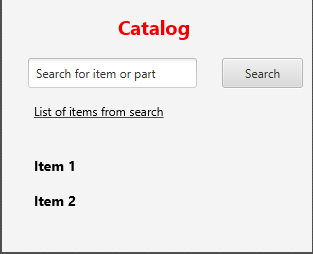 Catalog
Search for item or part
Search
List of items from search
Item 1
Item 2